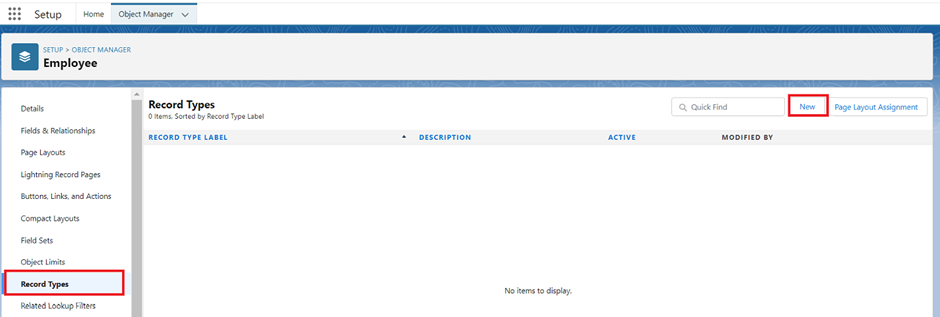 Setup Home Object Manager
SETUP > OBJECT MANAGER
Employee
Details
Fields & Relationships
Page Layouts
Lightning Record Pages
Buttons, Links, and Actions
Compact Layouts
Field Sets
Object Limits
Record Types
Related Lookup Filters
Record Types
0 Items. Sorted by Record Type Label
Quick Find New Page Layout Assignment
RECORD TYPE LABEL DESCRIPTION ACTIVE MODIFIED BY
No items to display.